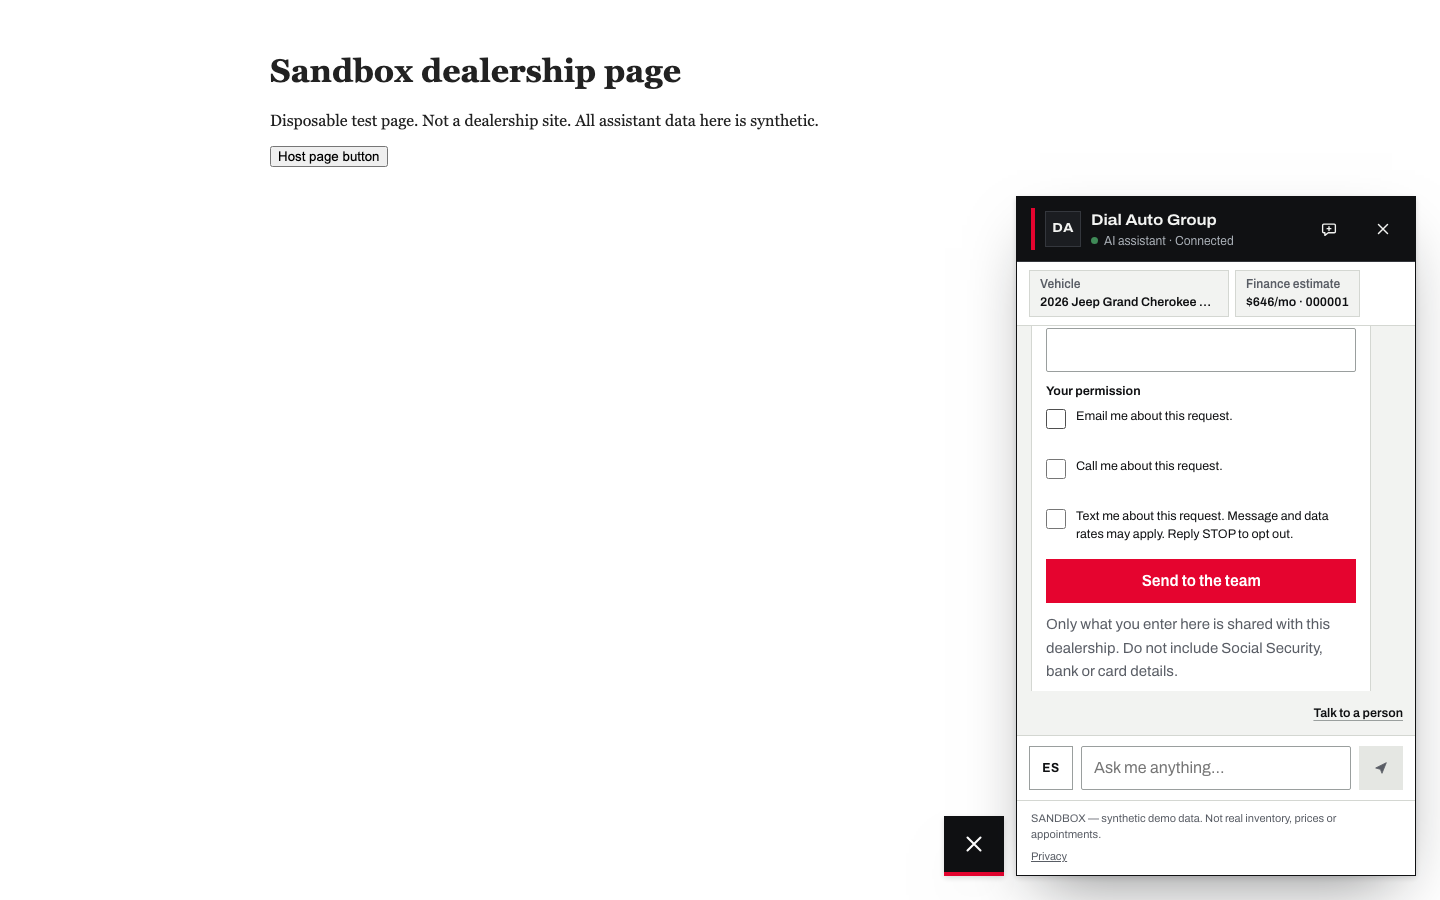 Sandbox dealership page
Disposable test page. Not a dealership site. All assistant data here is synthetic.
Host page button
DA
Dial Auto Group
AI assistant · Connected
Vehicle
2026 Jeep Grand Cherokee ...
Finance estimate
$646/mo · 000001
Your permission
Email me about this request.
Call me about this request.
Text me about this request. Message and data
rates may apply. Reply STOP to opt out.
Send to the team
Only what you enter here is shared with this
dealership. Do not include Social Security,
bank or card details.
Talk to a person
ES
Ask me anything...
SANDBOX — synthetic demo data. Not real inventory, prices or
appointments.
Privacy